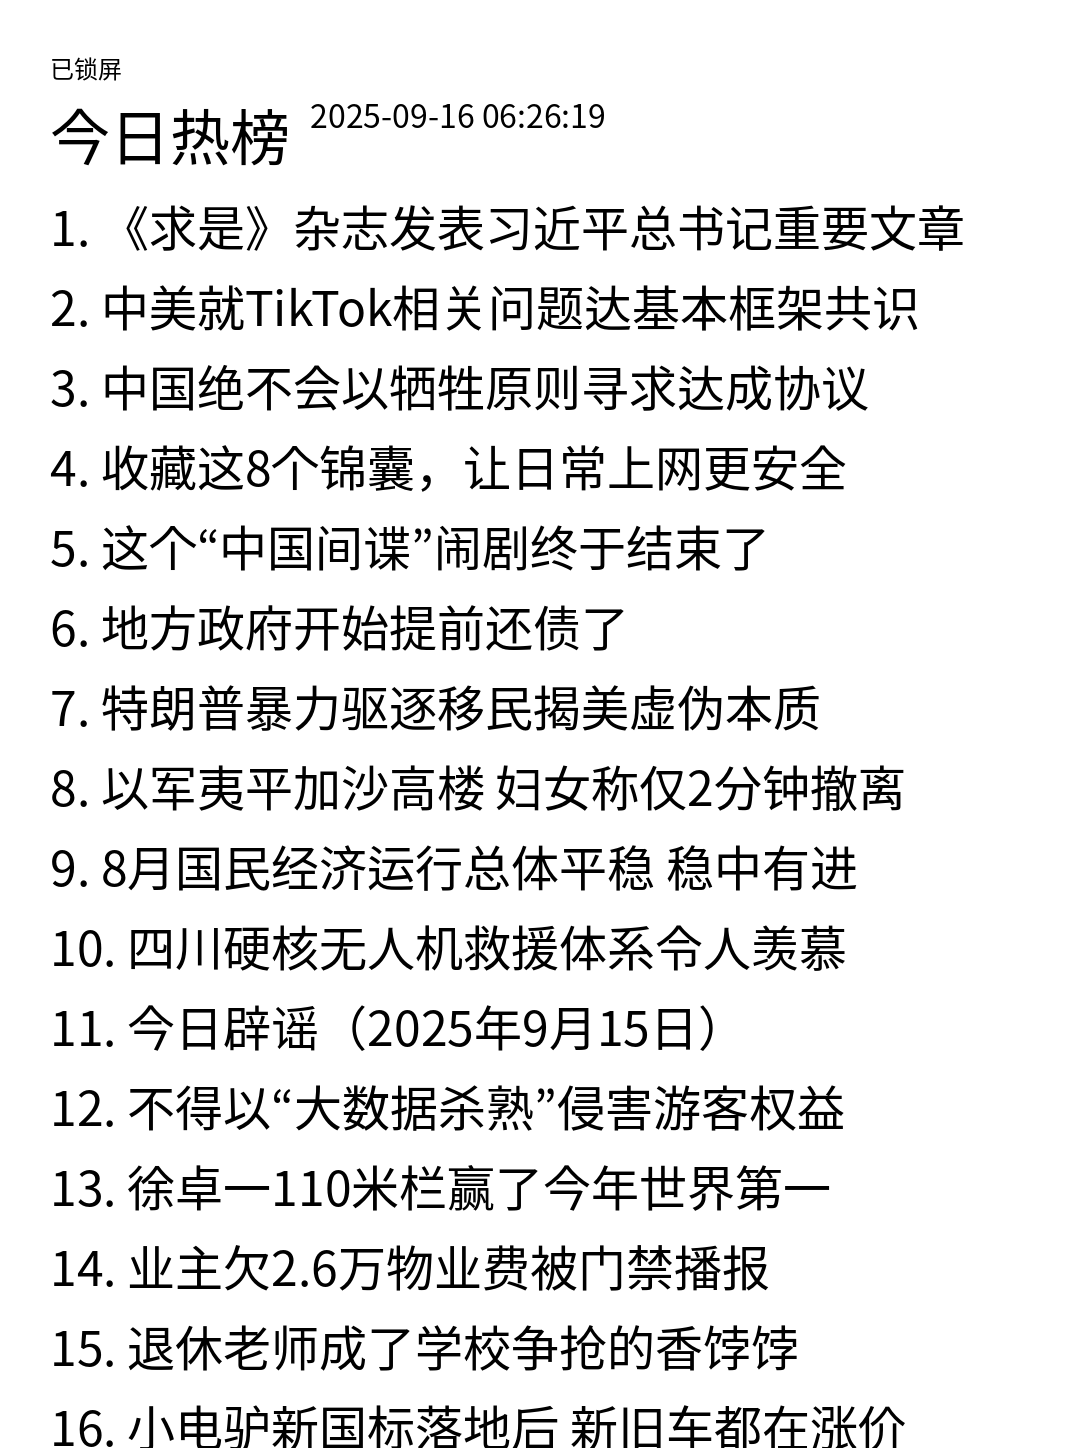 已锁屏
今日热榜 2025-09-16 06:26:19
1. 《求是》杂志发表习近平总书记重要文章
2. 中美就TikTok相关问题达基本框架共识
3. 中国绝不会以牺牲原则寻求达成协议
4. 收藏这8个锦囊，让日常上网更安全
5. 这个“中国间谍”闹剧终于结束了
6. 地方政府开始提前还债了
7. 特朗普暴力驱逐移民揭美虚伪本质
8. 以军夷平加沙高楼 妇女称仅2分钟撤离
9. 8月国民经济运行总体平稳 稳中有进
10. 四川硬核无人机救援体系令人羡慕
11. 今日辟谣（2025年9月15日）
12. 不得以“大数据杀熟”侵害游客权益
13. 徐卓一110米栏赢了今年世界第一
14. 业主欠2.6万物业费被门禁播报
15. 退休老师成了学校争抢的香饽饽
16. 小电驴新国标落地后 新旧车都在涨价